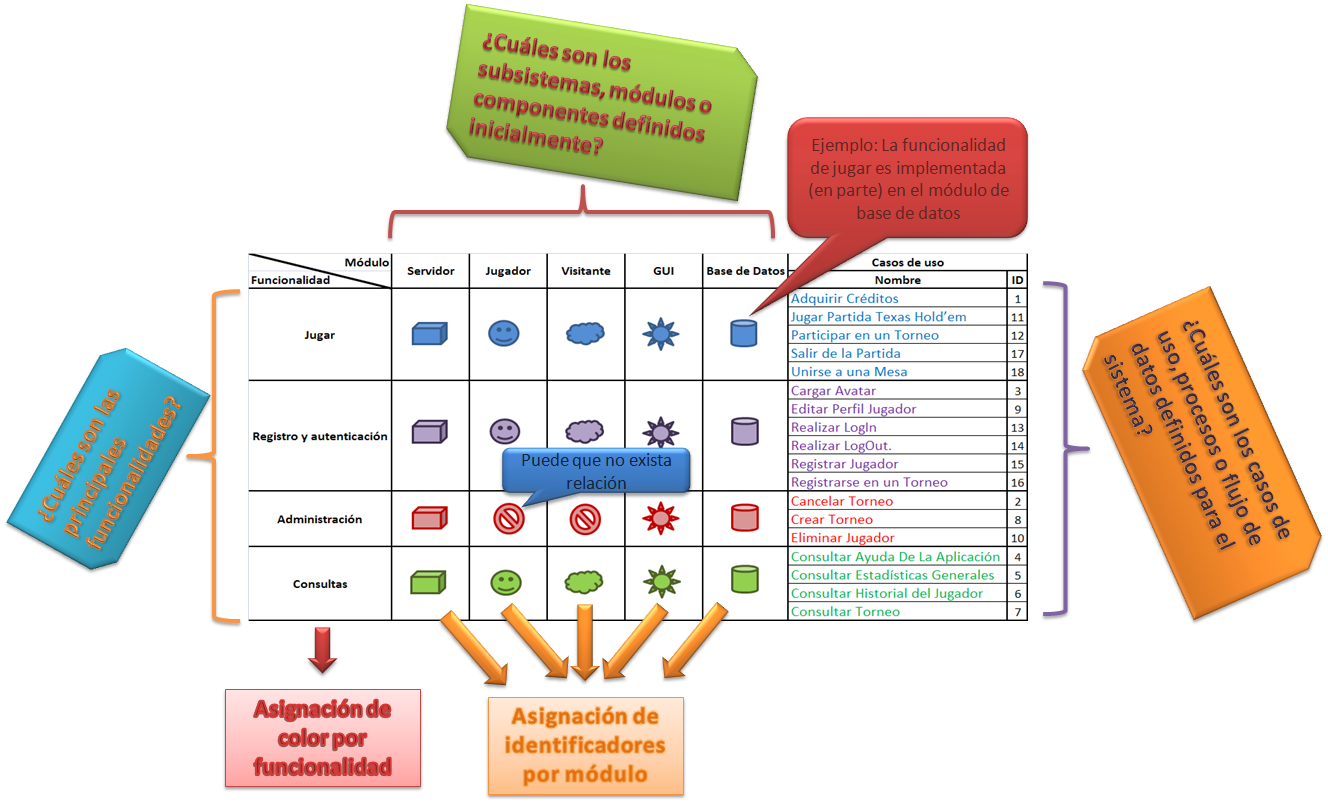 ¿Cuáles son los
subsistemas, módulos o
componentes definidos
inicialmente?
Ejemplo: La funcionalidad
de jugar es implementada
(en parte) en el módulo de
base de datos
¿Cuáles son las
principales
funcionalidades?
Módulo
Funcionalidad
Servidor
Jugador
Visitante
GUI
Base de Datos
Casos de uso
Nombre
ID
Jugar
Adquirir Créditos 1
Jugar Partida Texas Hold’em 11
Participar en un Torneo 12
Salir de la Partida 17
Unirse a una Mesa 18
Registro y autenticación
Cargar Avatar 3
Editar Perfil Jugador 9
Realizar LogIn 13
Realizar LogOut. 14
Registrar Jugador 15
Registrarse en un Torneo 16
Puede que no exista
relación
Administración
Cancelar Torneo 2
Crear Torneo 8
Eliminar Jugador 10
Consultas
Consultar Ayuda De La Aplicación 4
Consultar Estadísticas Generales 5
Consultar Historial del Jugador 6
Consultar Torneo 7
¿Cuáles son los casos de
uso, procesos o flujo de
datos definidos para el
sistema?
Asignación de
color por
funcionalidad
Asignación de
identificadores
por módulo